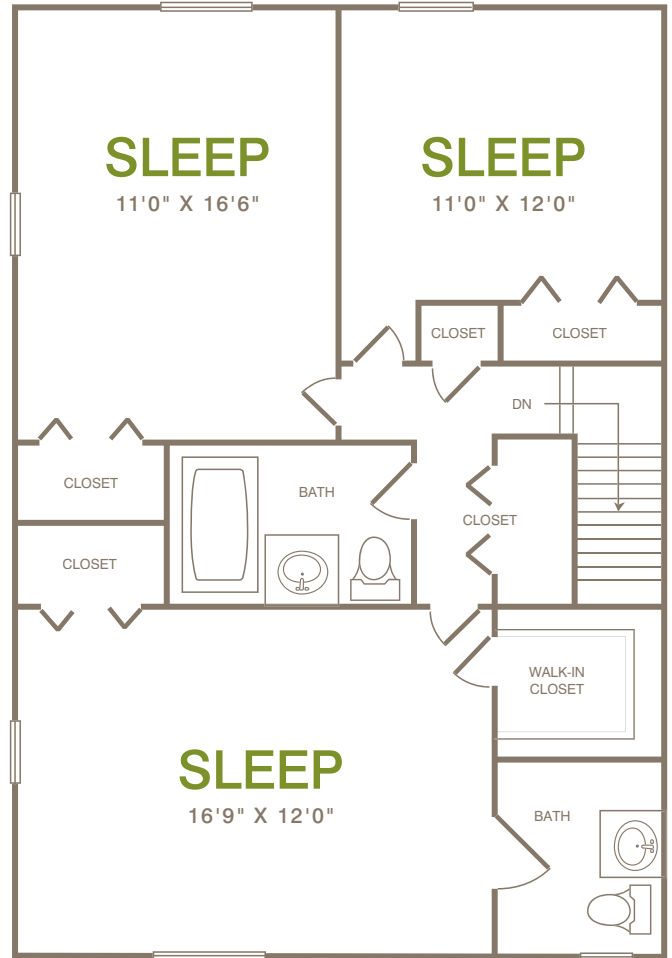 SLEEP
11'0" X 16'6"
SLEEP
11'0" X 12'0"
CLOSET
CLOSET
DN
CLOSET
BATH
CLOSET
CLOSET
WALK-IN
CLOSET
SLEEP
16'9" X 12'0"
BATH